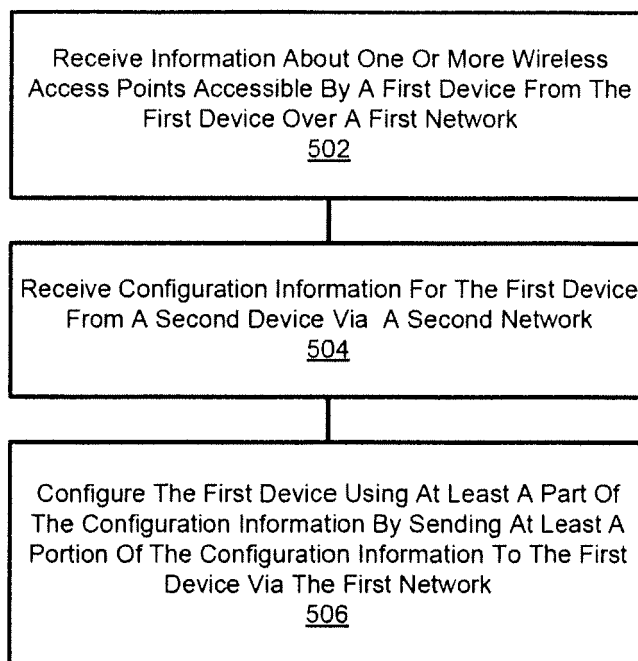 Receive Information About One Or More Wireless
Access Points Accessible By A First Device From The
First Device Over A First Network
502
Receive Configuration Information For The First Device
From A Second Device Via A Second Network
504
Configure The First Device Using At Least A Part Of
The Configuration Information By Sending At Least A
Portion Of The Configuration Information To The First
Device Via The First Network
506